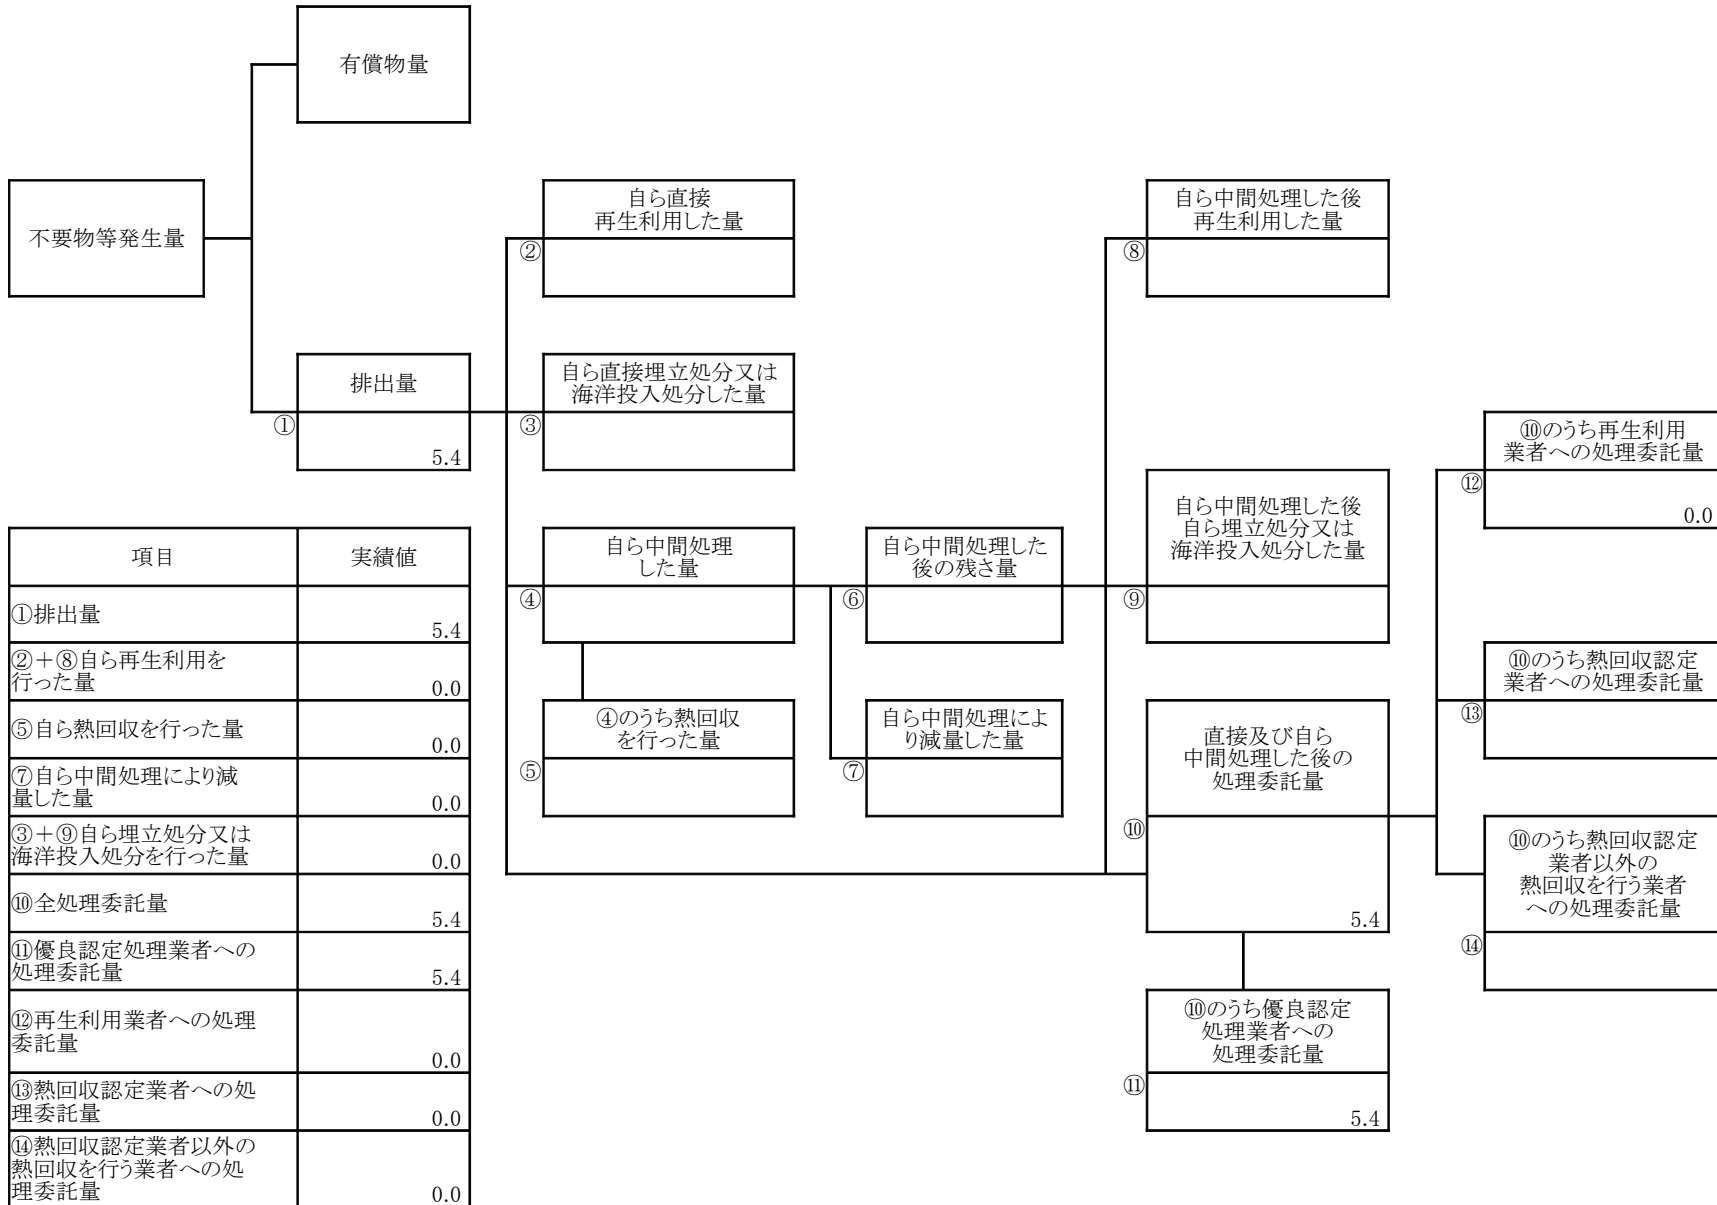 有償物量
不要物等発生量
自ら直接
再生利用した量
②
自ら中間処理した後
再生利用した量
⑧
排出量
①
5.4
自ら直接埋立処分又は
海洋投入処分した量
③
⑩のうち再生利用
業者への処理委託量
⑫
0.0
自ら中間処理
した量
④
自ら中間処理した
後の残さ量
⑥
自ら中間処理した後
自ら埋立処分又は
海洋投入処分した量
⑨
⑩のうち熱回収認定
業者への処理委託量
⑬
④のうち熱回収
を行った量
⑤
自ら中間処理によ
り減量した量
⑦
直接及び自ら
中間処理した後の
処理委託量
⑩
5.4
⑩のうち熱回収認定
業者以外の
熱回収を行う業者
への処理委託量
⑭
⑩のうち優良認定
処理業者への
処理委託量
⑪
5.4
項目 実績値
①排出量 5.4
②＋⑧自ら再生利用を
行った量 0.0
⑤自ら熱回収を行った量 0.0
⑦自ら中間処理により減
量した量 0.0
③＋⑨自ら埋立処分又は
海洋投入処分を行った量 0.0
⑩全処理委託量 5.4
⑪優良認定処理業者への
処理委託量 5.4
⑫再生利用業者への処理
委託量 0.0
⑬熱回収認定業者への処
理委託量 0.0
⑭熱回収認定業者以外の
熱回収を行う業者への処
理委託量 0.0